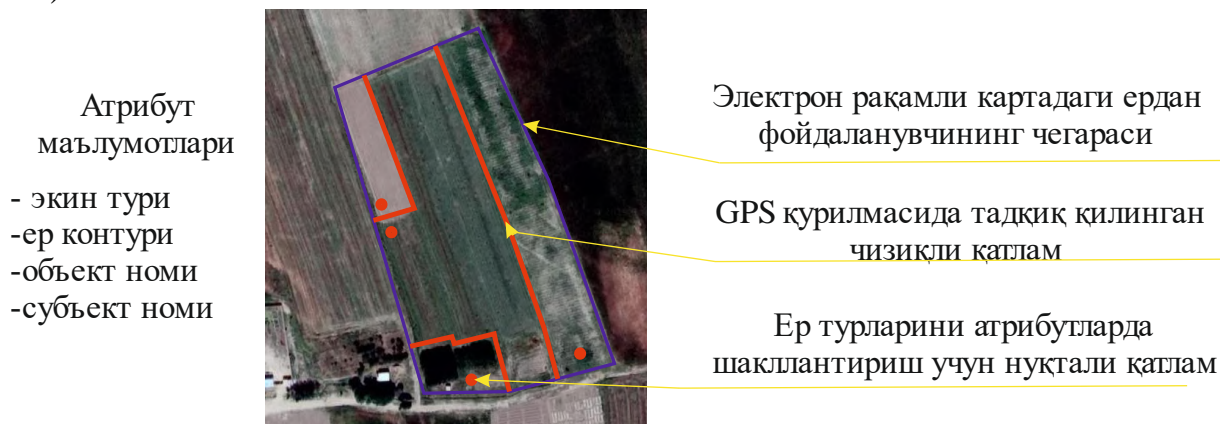 Атрибут
маълумотлари
- экин тури
-ер контури
-объект номи
-субъект номи
Электрон рақамли картадаги ердан
фойдаланувчининг чегараси
GPS қурилмасида тадқиқ қилинган
чизиқли қатлам
Ер турларини атрибутларда
шакллантириш учун нуқтали қатлам